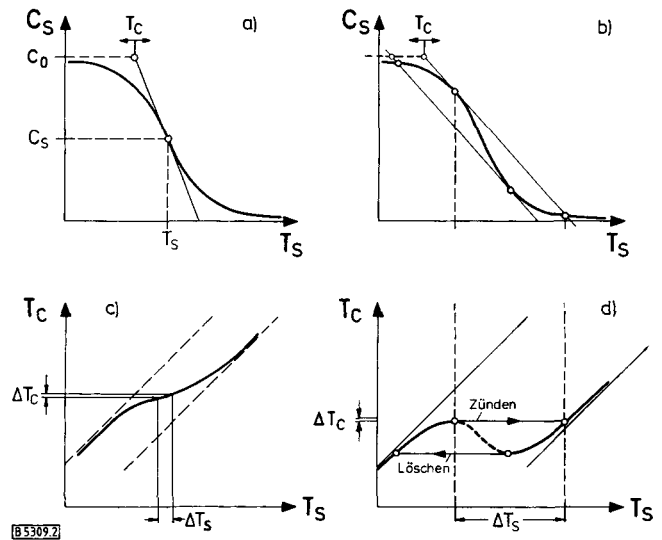 C_S
T_C
a)
C_0
C_S
T_S
T_S
C_S
T_C
b)
T_S
T_C
c)
ΔT_C
ΔT_S
T_S
T_C
d)
ΔT_C
Zünden
Löschen
ΔT_S
T_S
B 5309.2